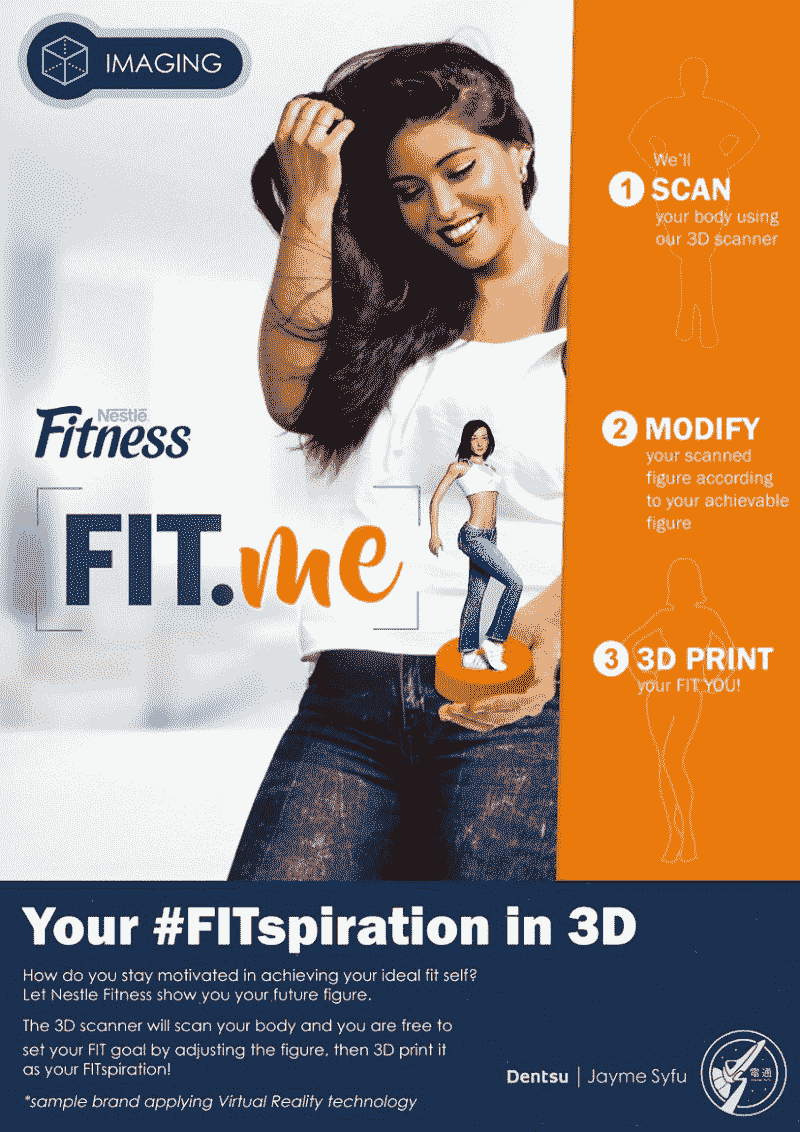 IMAGING
We'll
1 SCAN
your body using
our 3D scanner
Nestlé
Fitness
FIT.me
2 MODIFY
your scanned
figure according
to your achievable
figure
3 3D PRINT
your FIT YOU!
Your #FITspiration in 3D
How do you stay motivated in achieving your ideal fit self?
Let Nestle Fitness show you your future figure.
The 3D scanner will scan your body and you are free to
set your FIT goal by adjusting the figure, then 3D print it
as your FITspiration!
*sample brand applying Virtual Reality technology
Dentsu | Jayme Syfu
電通